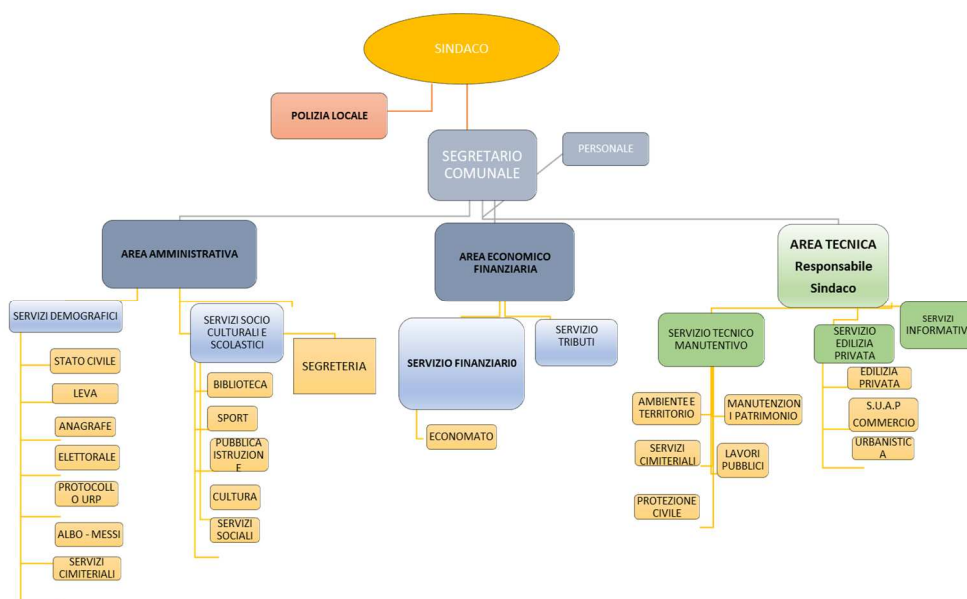 SINDACO
POLIZIA LOCALE
SEGRETARIO
COMUNALE
PERSONALE
AREA AMMINISTRATIVA
AREA ECONOMICO
FINANZIARIA
AREA TECNICA
Responsabile
Sindaco
SERVIZI DEMOGRAFICI
STATO CIVILE
LEVA
ANAGRAFE
ELETTORALE
PROTOCOLL
O URP
ALBO - MESSI
SERVIZI
CIMITERIALI
SERVIZI SOCIO
CULTURALI E
SCOLASTICI
BIBLIOTECA
SPORT
PUBBLICA
ISTRUZION
E
CULTURA
SERVIZI
SOCIALI
SEGRETERIA
SERVIZIO FINANZIARI0
ECONOMATO
SERVIZIO
TRIBUTI
SERVIZIO TECNICO
MANUTENTIVO
AMBIENTE E
TERRITORIO
MANUTENZION
I PATRIMONIO
SERVIZI
CIMITERIALI
LAVORI
PUBBLICI
PROTEZIONE
CIVILE
SERVIZIO
EDILIZIA
PRIVATA
EDILIZIA
PRIVATA
S.U.A.P
COMMERCIO
URBANISTIC
A
SERVIZI
INFORMATIVI